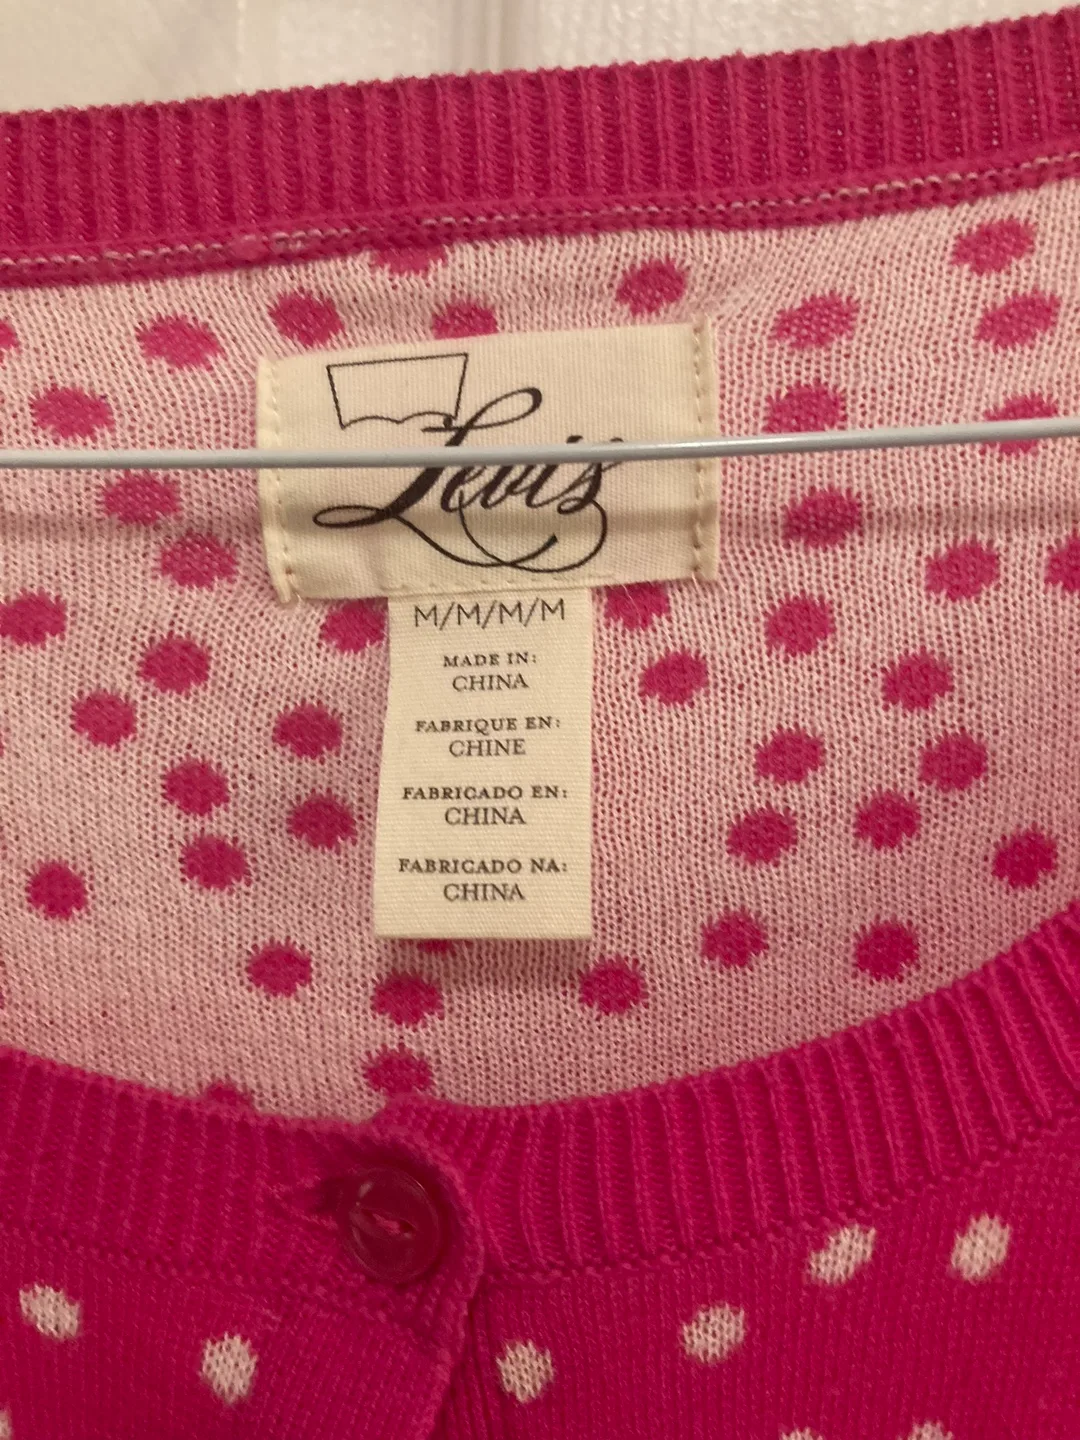 Levi's
M/M/M/M
MADE IN:
CHINA
FABRIQUE EN:
CHINE
FABRICADO EN:
CHINA
FABRICADO NA:
CHINA